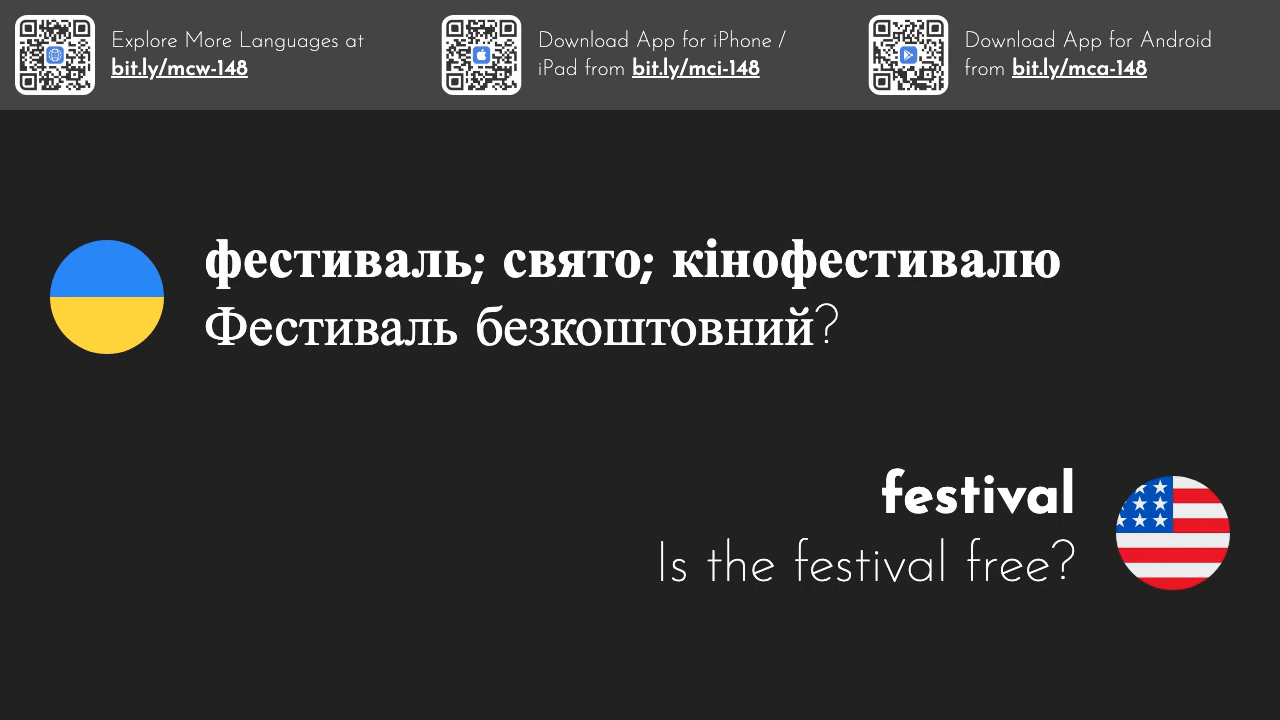 Explore More Languages at
bit.ly/mcw-148
Download App for iPhone /
iPad from bit.ly/mci-148
Download App for Android
from bit.ly/mca-148
фестиваль; свято; кінофестивалю
Фестиваль безкоштовний?
festival
Is the festival free?